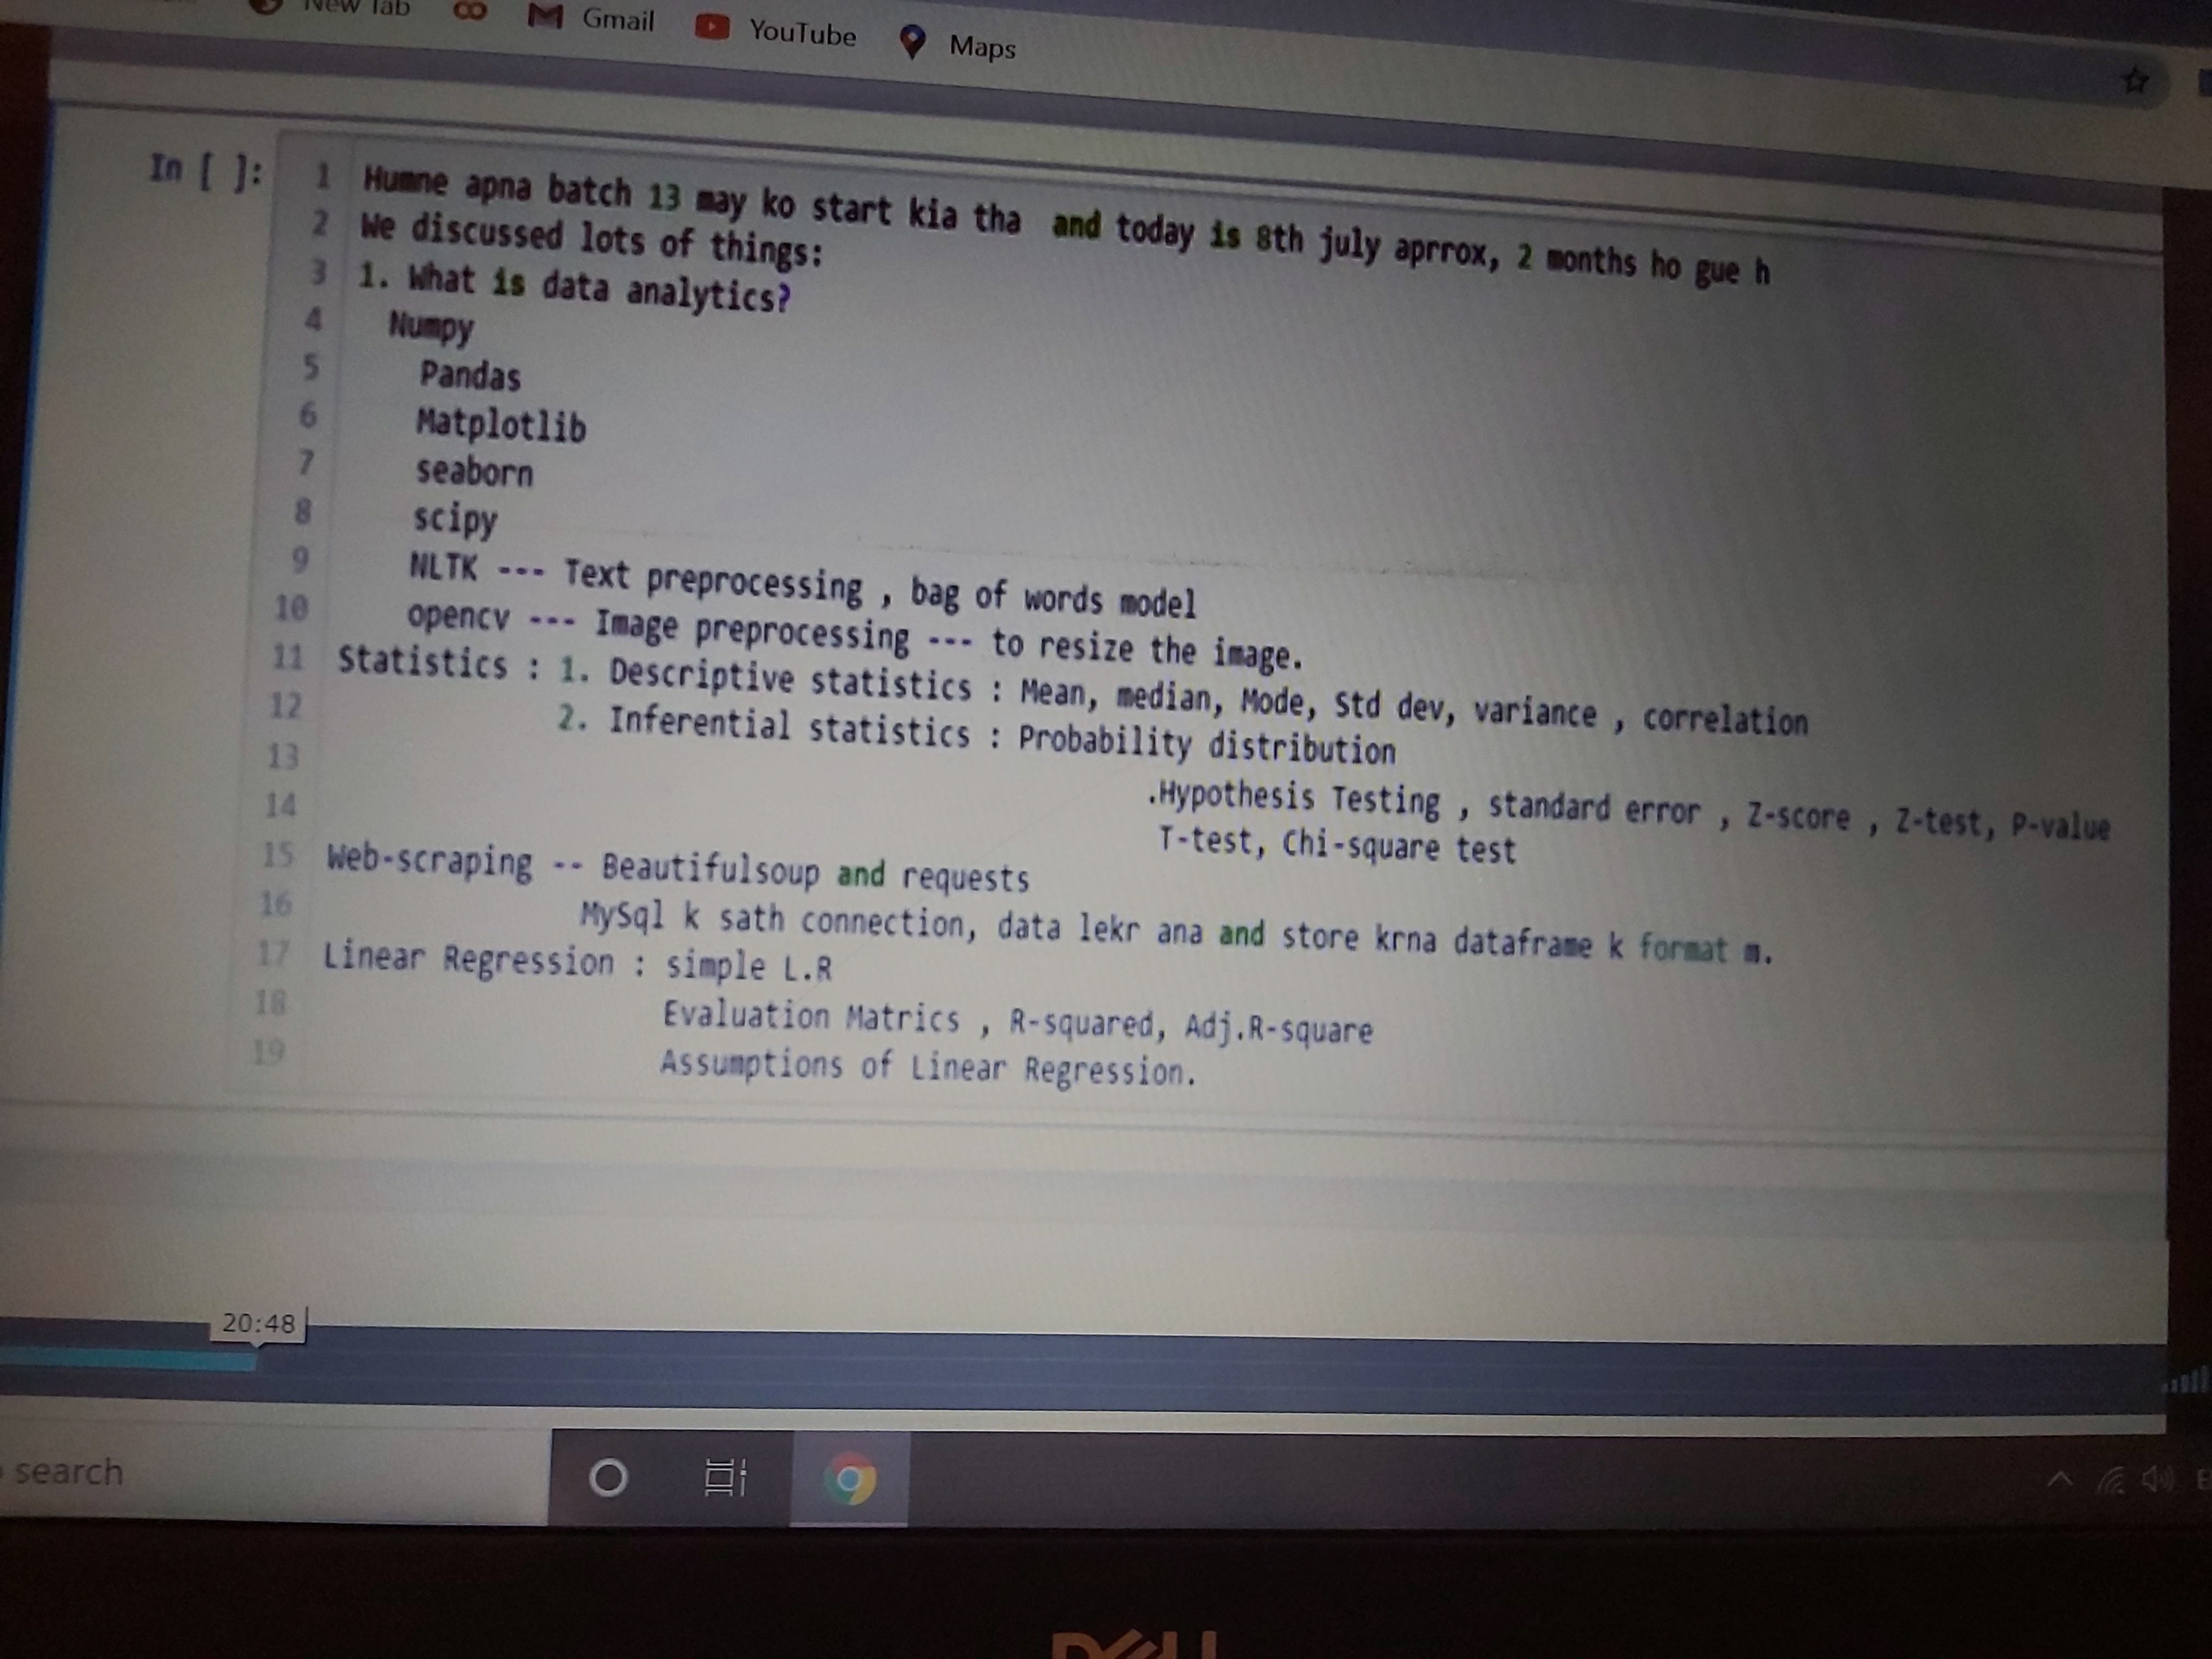 New Tab Gmail YouTube Maps
In [ ]:
1 Humne apna batch 13 may ko start kia tha and today is 8th july aprrox, 2 months ho gue h
2 We discussed lots of things:
3 1. What is data analytics?
4 Numpy
5 Pandas
6 Matplotlib
7 seaborn
8 scipy
9 NLTK --- Text preprocessing , bag of words model
10 opencv --- Image preprocessing --- to resize the image.
11 Statistics : 1. Descriptive statistics : Mean, median, Mode, Std dev, variance , correlation
12 2. Inferential statistics : Probability distribution
13 .Hypothesis Testing , standard error , Z-score , Z-test, P-value
14 T-test, Chi-square test
15 Web-scraping -- Beautifulsoup and requests
16 MySql k sath connection, data lekr ana and store krna dataframe k format m.
17 Linear Regression : simple L.R
18 Evaluation Matrics , R-squared, Adj.R-square
19 Assumptions of Linear Regression.
20:48
search
DELL